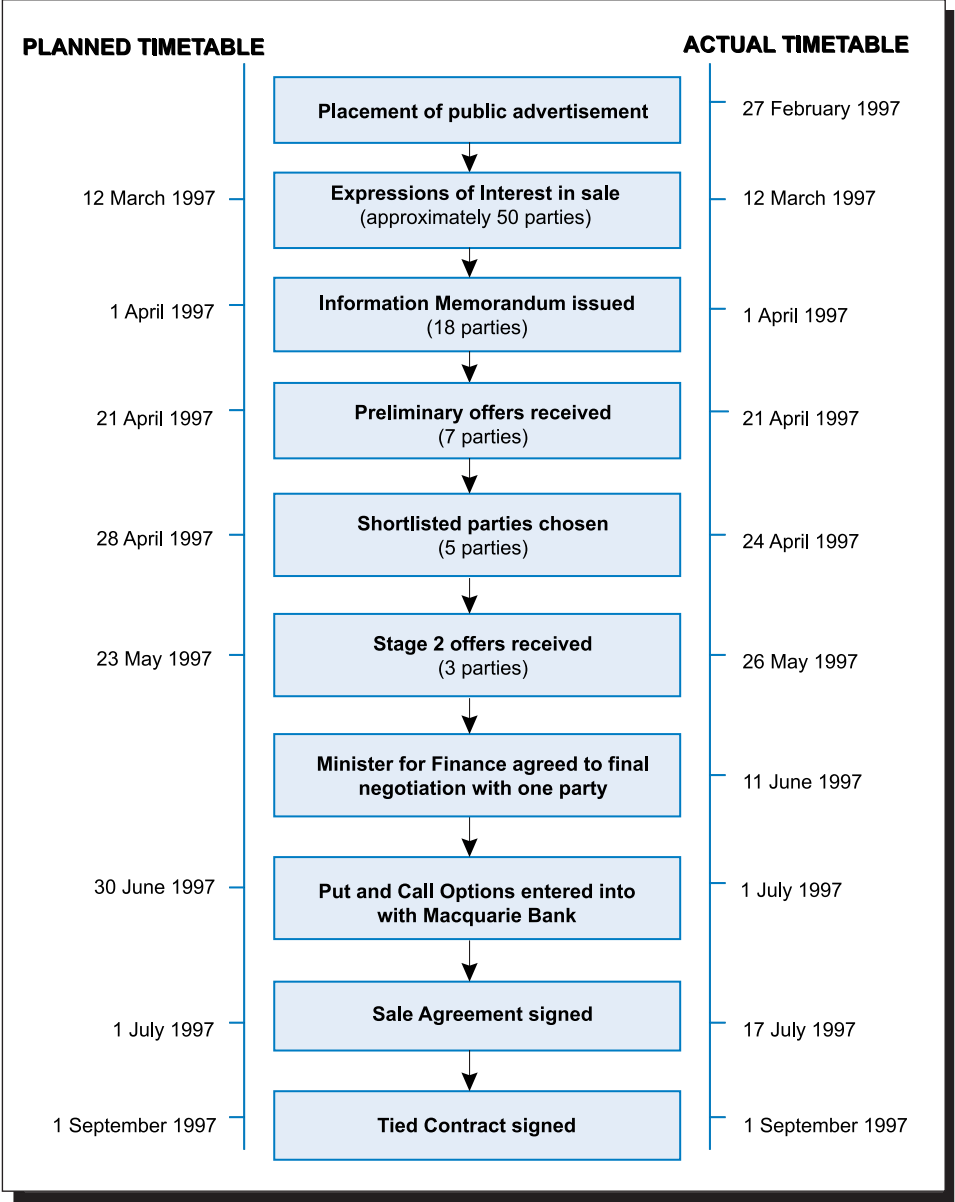 PLANNED TIMETABLE
ACTUAL TIMETABLE
Placement of public advertisement
27 February 1997
12 March 1997
Expressions of Interest in sale
(approximately 50 parties)
12 March 1997
1 April 1997
Information Memorandum issued
(18 parties)
1 April 1997
21 April 1997
Preliminary offers received
(7 parties)
21 April 1997
28 April 1997
Shortlisted parties chosen
(5 parties)
24 April 1997
23 May 1997
Stage 2 offers received
(3 parties)
26 May 1997
Minister for Finance agreed to final
negotiation with one party
11 June 1997
30 June 1997
Put and Call Options entered into
with Macquarie Bank
1 July 1997
1 July 1997
Sale Agreement signed
17 July 1997
1 September 1997
Tied Contract signed
1 September 1997